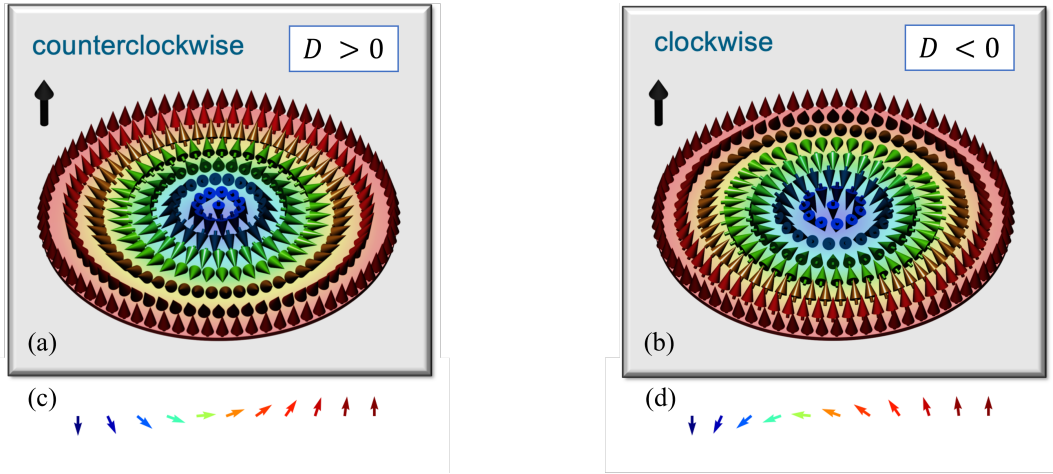 counterclockwise
D > 0
(a)
(c)
clockwise
D < 0
(b)
(d)